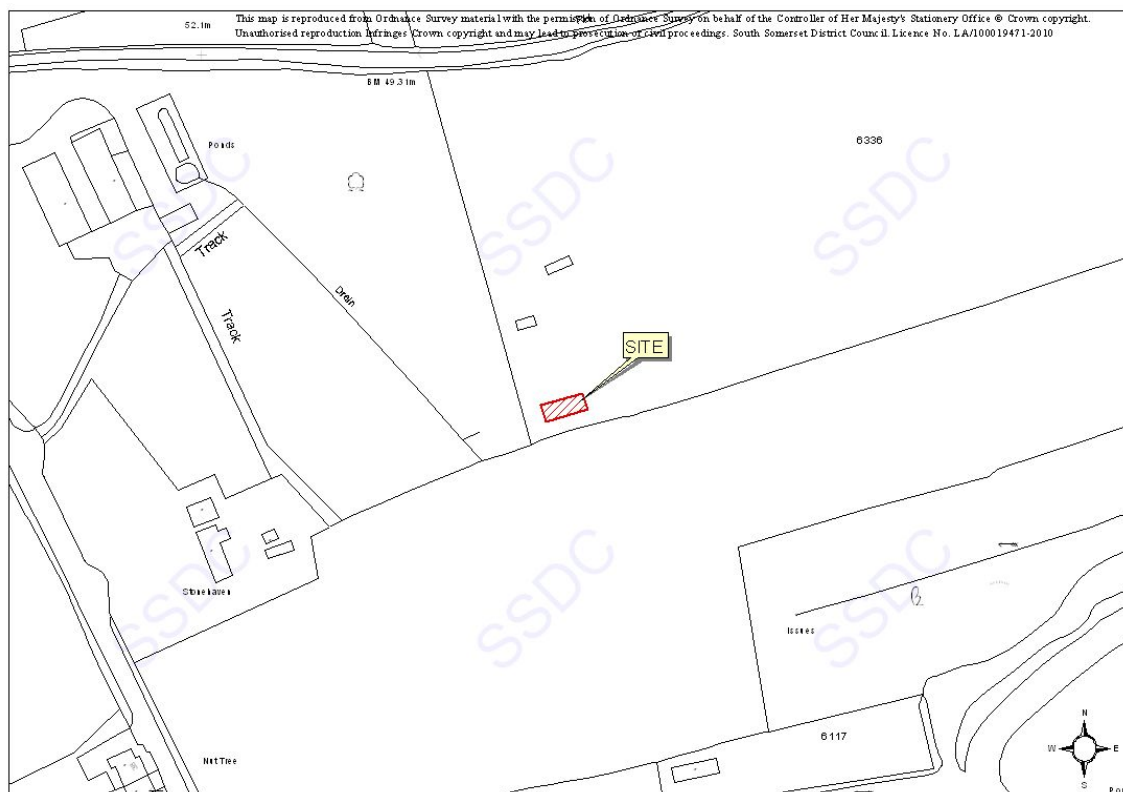 This map is reproduced from Ordnance Survey material with the permission of Ordnance Survey on behalf of the Controller of Her Majesty's Stationery Office © Crown copyright.
Unauthorised reproduction infringes Crown copyright and may lead to prosecution or civil proceedings. South Somerset District Council. Licence No. LA/100019471-2010
52.1m
BM 49.31m
6336
Ponds
SSDC
SSDC
SSDC
Track
Drain
Track
SITE
SSDC
SSDC
SSDC
Stonehaven
Issues
6117
Nut Tree
N
W
E
S